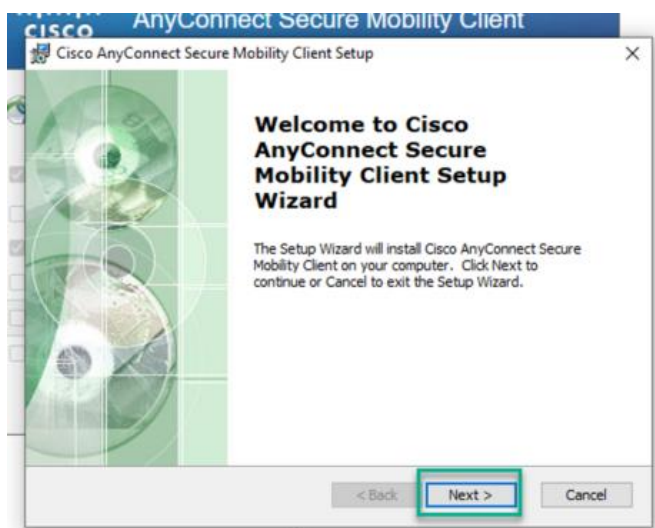 CISCO
AnyConnect Secure Mobility Client
Cisco AnyConnect Secure Mobility Client Setup
Welcome to Cisco
AnyConnect Secure
Mobility Client Setup
Wizard
The Setup Wizard will install Cisco AnyConnect Secure
Mobility Client on your computer. Click Next to
continue or Cancel to exit the Setup Wizard.
< Back
Next >
Cancel